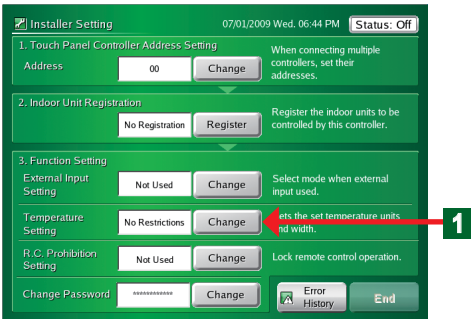 Installer Setting
07/01/2009 Wed. 06:44 PM
Status: Off
1. Touch Panel Controller Address Setting
Address
00
Change
When connecting multiple
controllers, set their
addresses.
2. Indoor Unit Registration
No Registration
Register
Register the indoor units to be
controlled by this controller.
3. Function Setting
External Input
Setting
Not Used
Change
Select mode when external
input used.
Temperature
Setting
No Restrictions
Change
the set temperature units
width.
1
R.C. Prohibition
Setting
Not Used
Change
Lock remote control operation.
Change Password
************
Change
Error
History
End